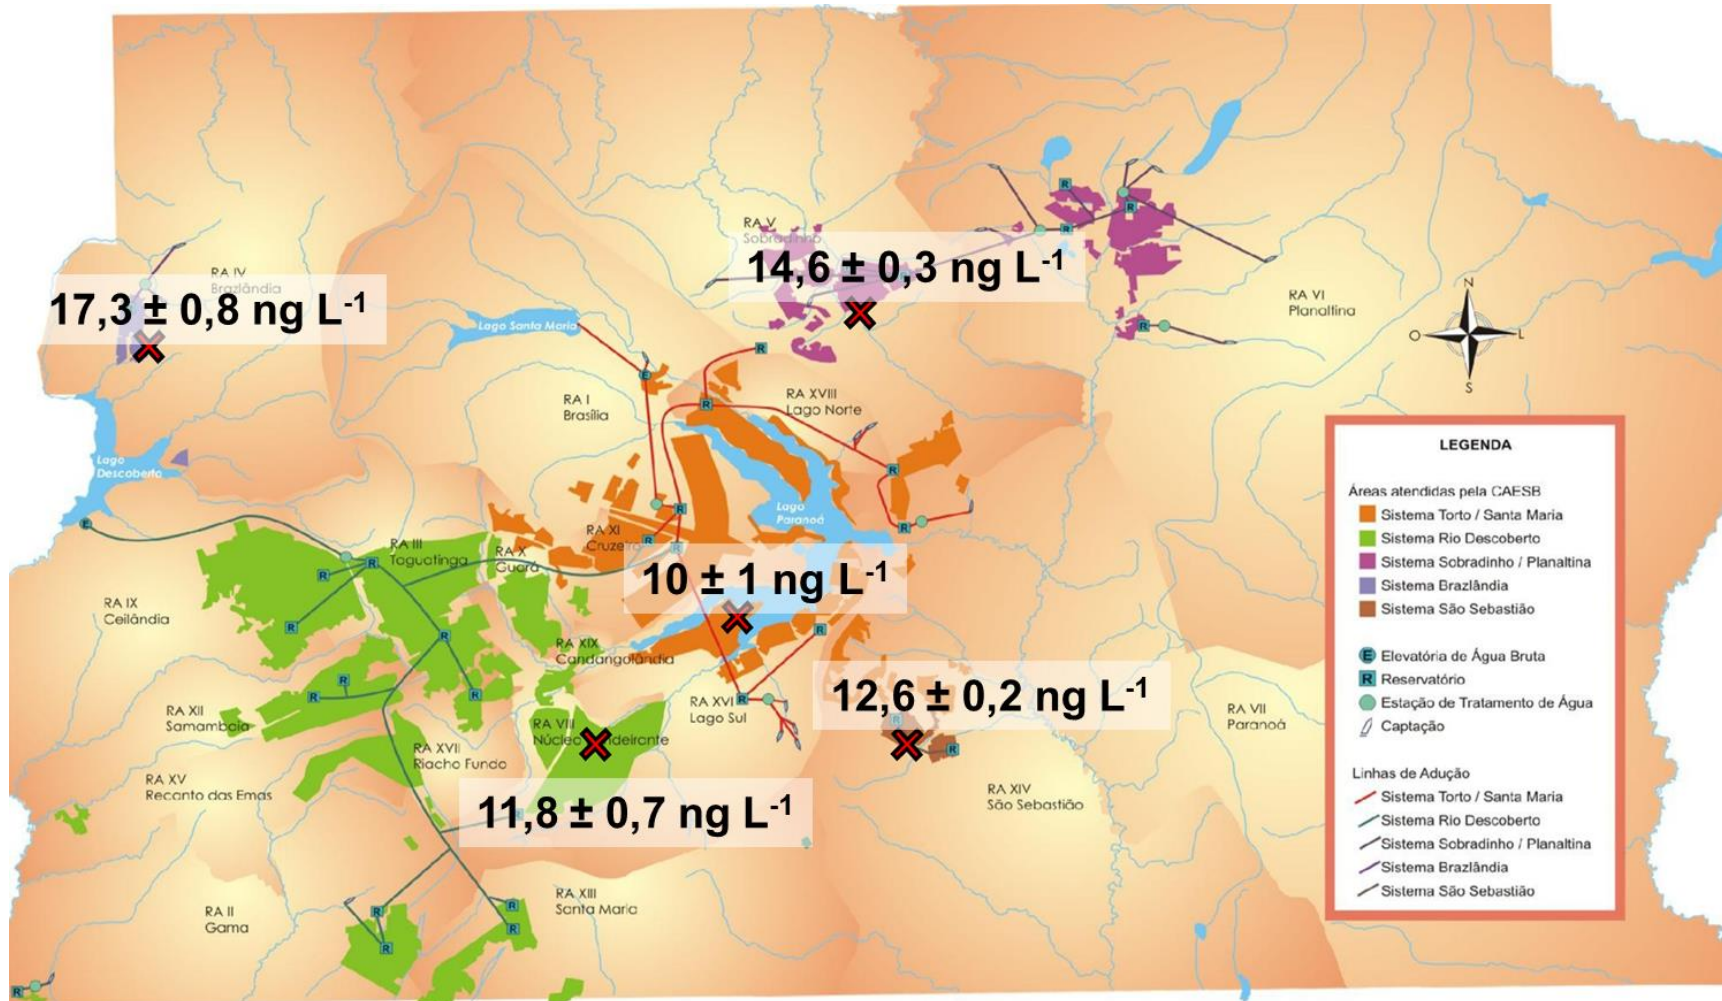 RA V
Sobradinho
14,6 ± 0,3 ng L⁻¹
RA IV
Brazlândia
17,3 ± 0,8 ng L⁻¹
RA VI
Planaltina
N
O
L
S
Lago Santa Maria
RA I
Brasília
RA XVIII
Lago Norte
Lago
Descoberto
Lago
Paranoá
RA XI
Cruzeiro
RA III
Taguatinga
RA X
Guará
10 ± 1 ng L⁻¹
RA IX
Ceilândia
RA XIX
Candangolândia
12,6 ± 0,2 ng L⁻¹
RA XVI
Lago Sul
RA XII
Samambaia
RA VIII
Núcleo
RA VII
Paranoá
RA XVII
Riacho Fundo
RA XV
Recanto das Emas
11,8 ± 0,7 ng L⁻¹
RA XIV
São Sebastião
RA XIII
Santa Maria
RA II
Gama
LEGENDA
Áreas atendidas pela CAESB
Sistema Torto / Santa Maria
Sistema Rio Descoberto
Sistema Sobradinho / Planaltina
Sistema Brazlândia
Sistema São Sebastião
E Elevatória de Água Bruta
R Reservatório
Estação de Tratamento de Água
Captação
Linhas de Adução
Sistema Torto / Santa Maria
Sistema Rio Descoberto
Sistema Sobradinho / Planaltina
Sistema Brazlândia
Sistema São Sebastião